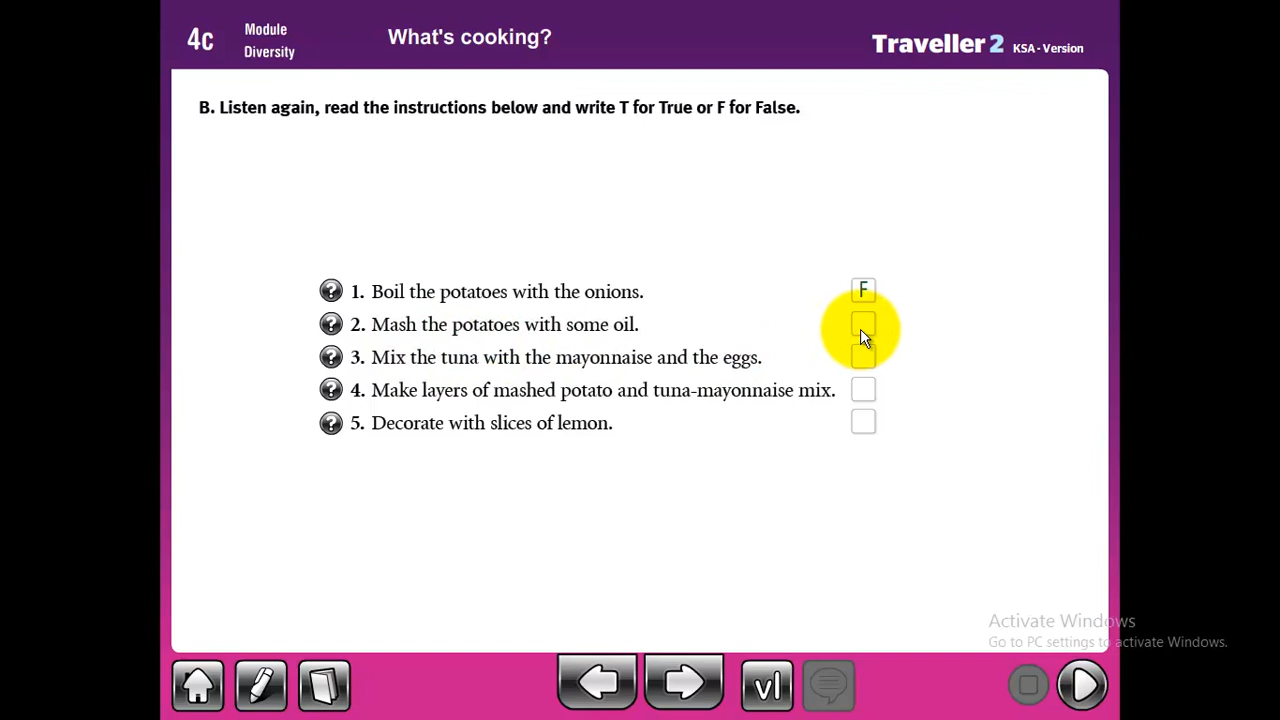 4c
Module
Diversity
What's cooking?
Traveller 2 KSA - Version
B. Listen again, read the instructions below and write T for True or F for False.
? 1. Boil the potatoes with the onions. F
? 2. Mash the potatoes with some oil.
? 3. Mix the tuna with the mayonnaise and the eggs.
? 4. Make layers of mashed potato and tuna-mayonnaise mix.
? 5. Decorate with slices of lemon.
Activate Windows
Go to PC settings to activate Windows.
vl